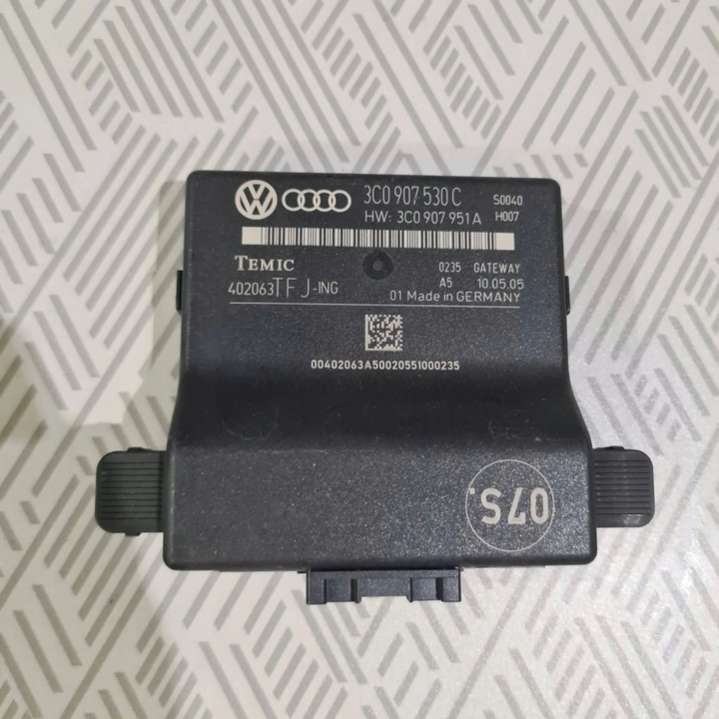 3C0 907 530 C S0040
HW: 3C0 907 951 A H007
TEMIC 0235 GATEWAY
402063TFJ-ING A5 10.05.05
01 Made in GERMANY
00402063A50020551000235
07S.